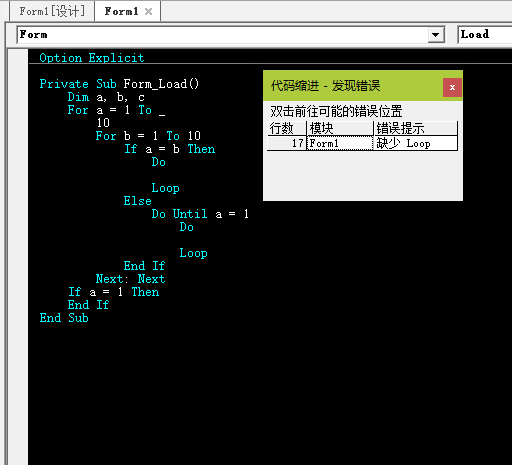 Form1[设计] Form1 ×
Form Load
Option Explicit
Private Sub Form_Load()
Dim a, b, c
For a = 1 To _
10
For b = 1 To 10
If a = b Then
Do
Loop
Else
Do Until a = 1
Do
Loop
End If
Next: Next
If a = 1 Then
End If
End Sub
代码缩进 - 发现错误 x
双击前往可能的错误位置
行数 模块 错误提示
17 Form1 缺少 Loop